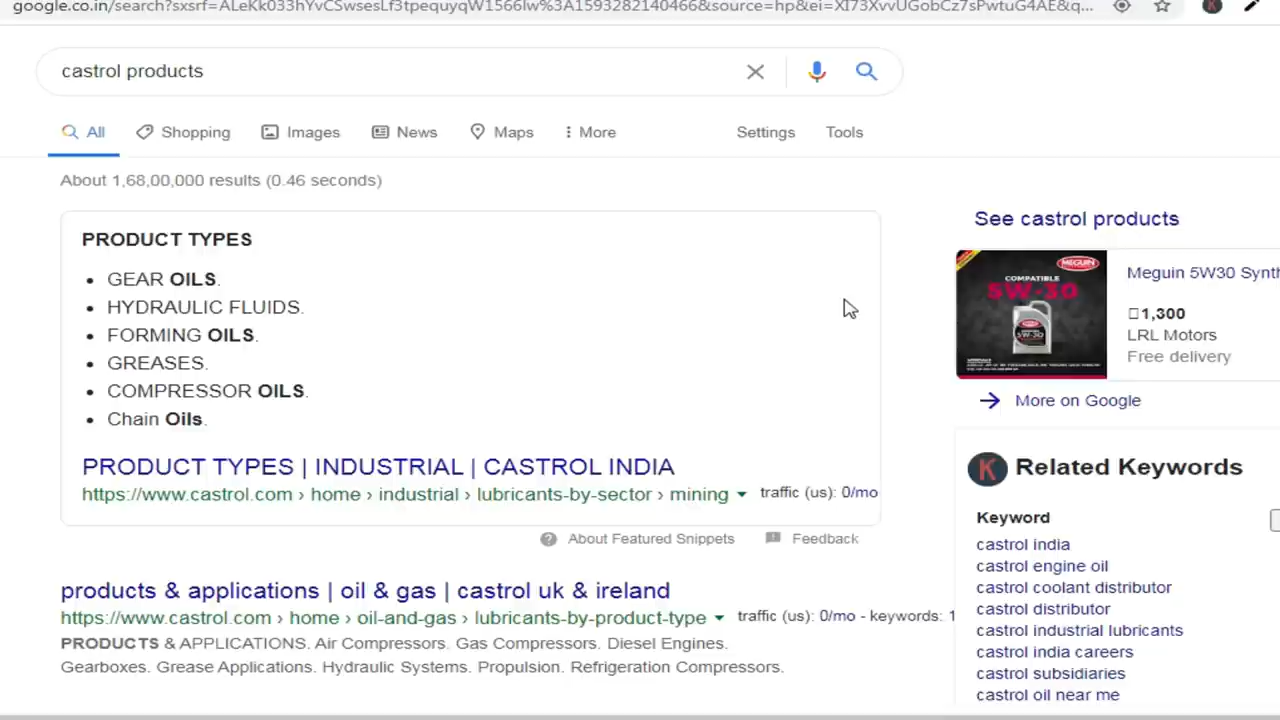 google.co.in/search?sxsrf=ALeKk033hYvCSwsesLf3tpequyqW1566lw%3A1593282140466&source=hp&ei=XI73XvvUGobCz7sPwtuG4AE&q...
castrol products
All Shopping Images News Maps More Settings Tools
About 1,68,00,000 results (0.46 seconds)
PRODUCT TYPES
• GEAR OILS.
• HYDRAULIC FLUIDS.
• FORMING OILS.
• GREASES.
• COMPRESSOR OILS.
• Chain Oils.
PRODUCT TYPES | INDUSTRIAL | CASTROL INDIA
https://www.castrol.com › home › industrial › lubricants-by-sector › mining traffic (us): 0/mo
About Featured Snippets Feedback
products & applications | oil & gas | castrol uk & ireland
https://www.castrol.com › home › oil-and-gas › lubricants-by-product-type traffic (us): 0/mo - keywords: 1
PRODUCTS & APPLICATIONS. Air Compressors. Gas Compressors. Diesel Engines.
Gearboxes. Grease Applications. Hydraulic Systems. Propulsion. Refrigeration Compressors.
See castrol products
MEGUIN
COMPATIBLE
5W-30
Meguin 5W30 Synth
1,300
LRL Motors
Free delivery
More on Google
K Related Keywords
Keyword
castrol india
castrol engine oil
castrol coolant distributor
castrol distributor
castrol industrial lubricants
castrol india careers
castrol subsidiaries
castrol oil near me